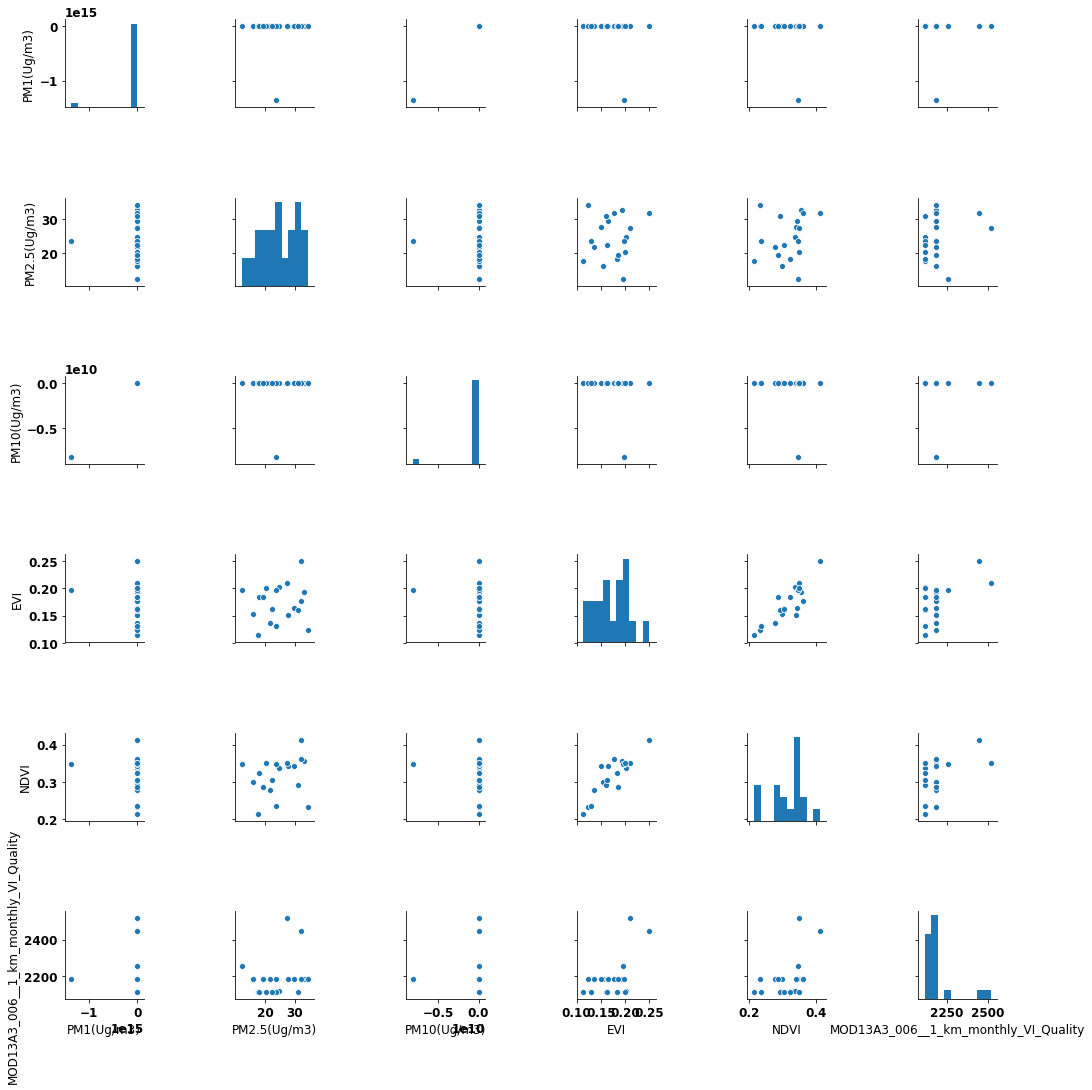 1e15
0
−1
PM1(Ug/m3)
30
20
PM2.5(Ug/m3)
1e10
0.0
−0.5
PM10(Ug/m3)
0.25
0.20
0.15
0.10
EVI
0.4
0.3
0.2
NDVI
2400
2200
MOD13A3_006__1_km_monthly_VI_Quality
−1 0 20 30 −0.5 0.0 0.10 0.15 0.20 0.25 0.2 0.4 2250 2500
1e15 1e10
PM1(Ug/m3) PM2.5(Ug/m3) PM10(Ug/m3) EVI NDVI MOD13A3_006__1_km_monthly_VI_Quality